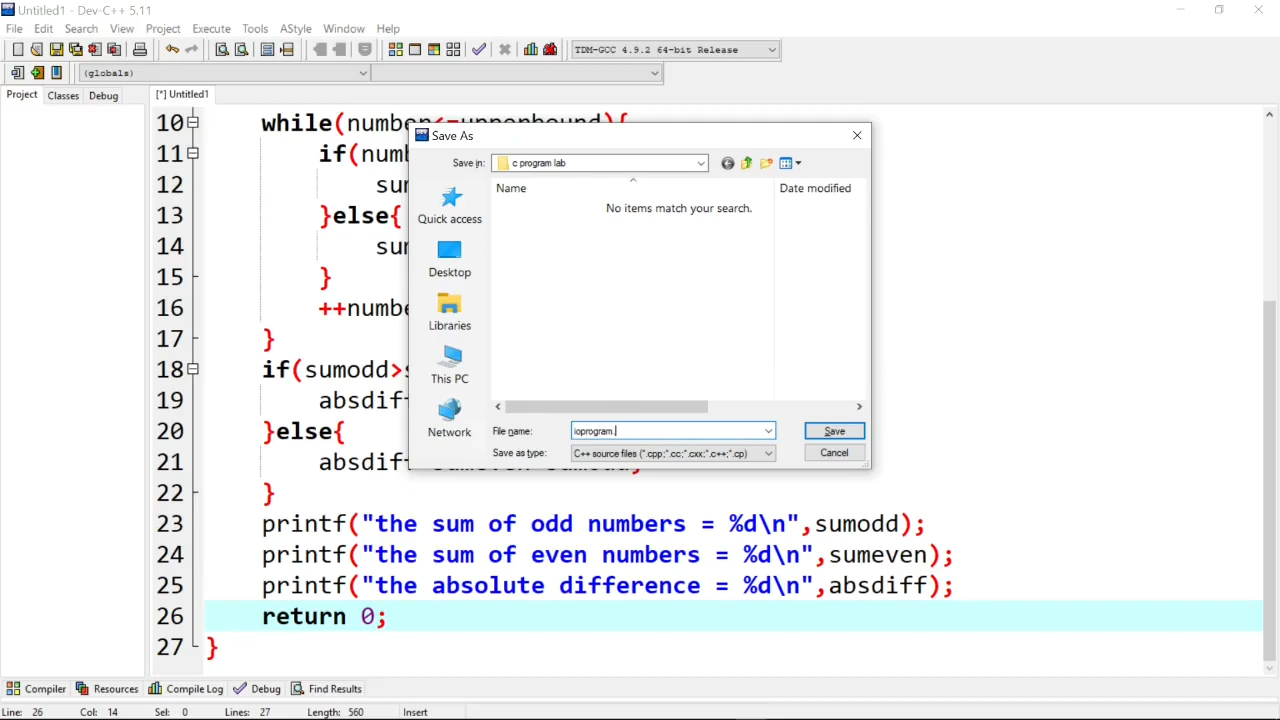 Untitled1 - Dev-C++ 5.11
File Edit Search View Project Execute Tools AStyle Window Help
TDM-GCC 4.9.2 64-bit Release
(globals)
Project Classes Debug
[*] Untitled1
10 while(number<=upperbound){
11 if(numb
12 sum
13 }else{
14 sum
15 }
16 ++numbe
17 }
18 if(sumodd>s
19 absdiff
20 }else{
21 absdiff
22 }
23 printf("the sum of odd numbers = %d\n",sumodd);
24 printf("the sum of even numbers = %d\n",sumeven);
25 printf("the absolute difference = %d\n",absdiff);
26 return 0;
27 }
Save As
Save in: c program lab
Name Date modified
No items match your search.
Quick access
Desktop
Libraries
This PC
Network
File name: ioprogram.
Save
Save as type: C++ source files (*.cpp;*.cc;*.cxx;*.c++;*.cp)
Cancel
Compiler Resources Compile Log Debug Find Results
Line: 26 Col: 14 Sel: 0 Lines: 27 Length: 560 Insert